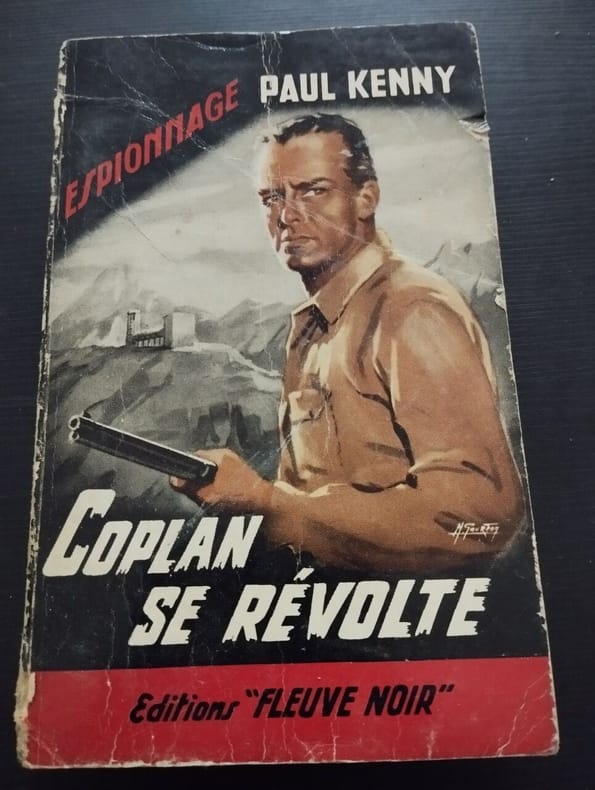 ESPIONNAGE
PAUL KENNY
COPLAN
SE RÉVOLTE
Editions "FLEUVE NOIR"